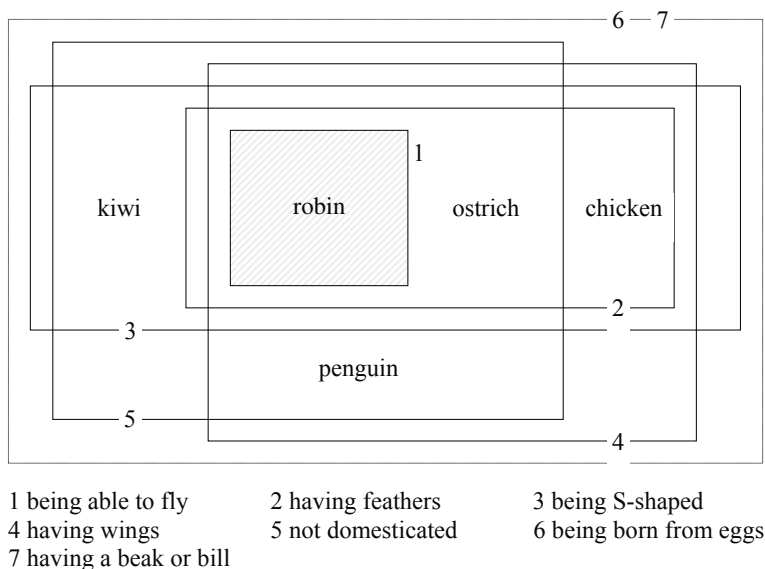 6 7
1
kiwi robin ostrich chicken
2
3
penguin
5
4
1 being able to fly 2 having feathers 3 being S-shaped
4 having wings 5 not domesticated 6 being born from eggs
7 having a beak or bill